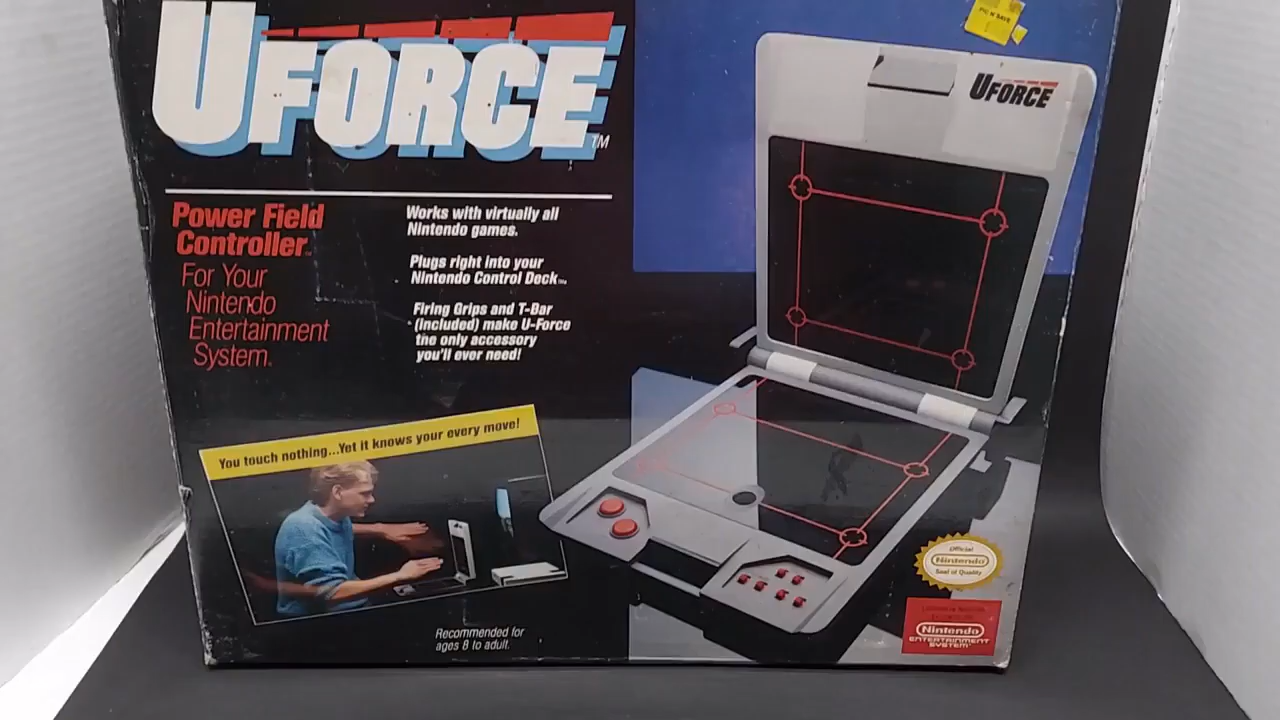 UFORCE
TM
Power Field
Controller
For Your
Nintendo
Entertainment
System.
Works with virtually all
Nintendo games.
Plugs right into your
Nintendo Control Deck
Firing Grips and T-Bar
(included) make U-Force
the only accessory
you'll ever need!
You touch nothing...Yet it knows your every move!
Recommended for
ages 8 to adult.
PIC N' SAVE
UFORCE
Official
Nintendo
Seal of Quality
Nintendo
ENTERTAINMENT
SYSTEM